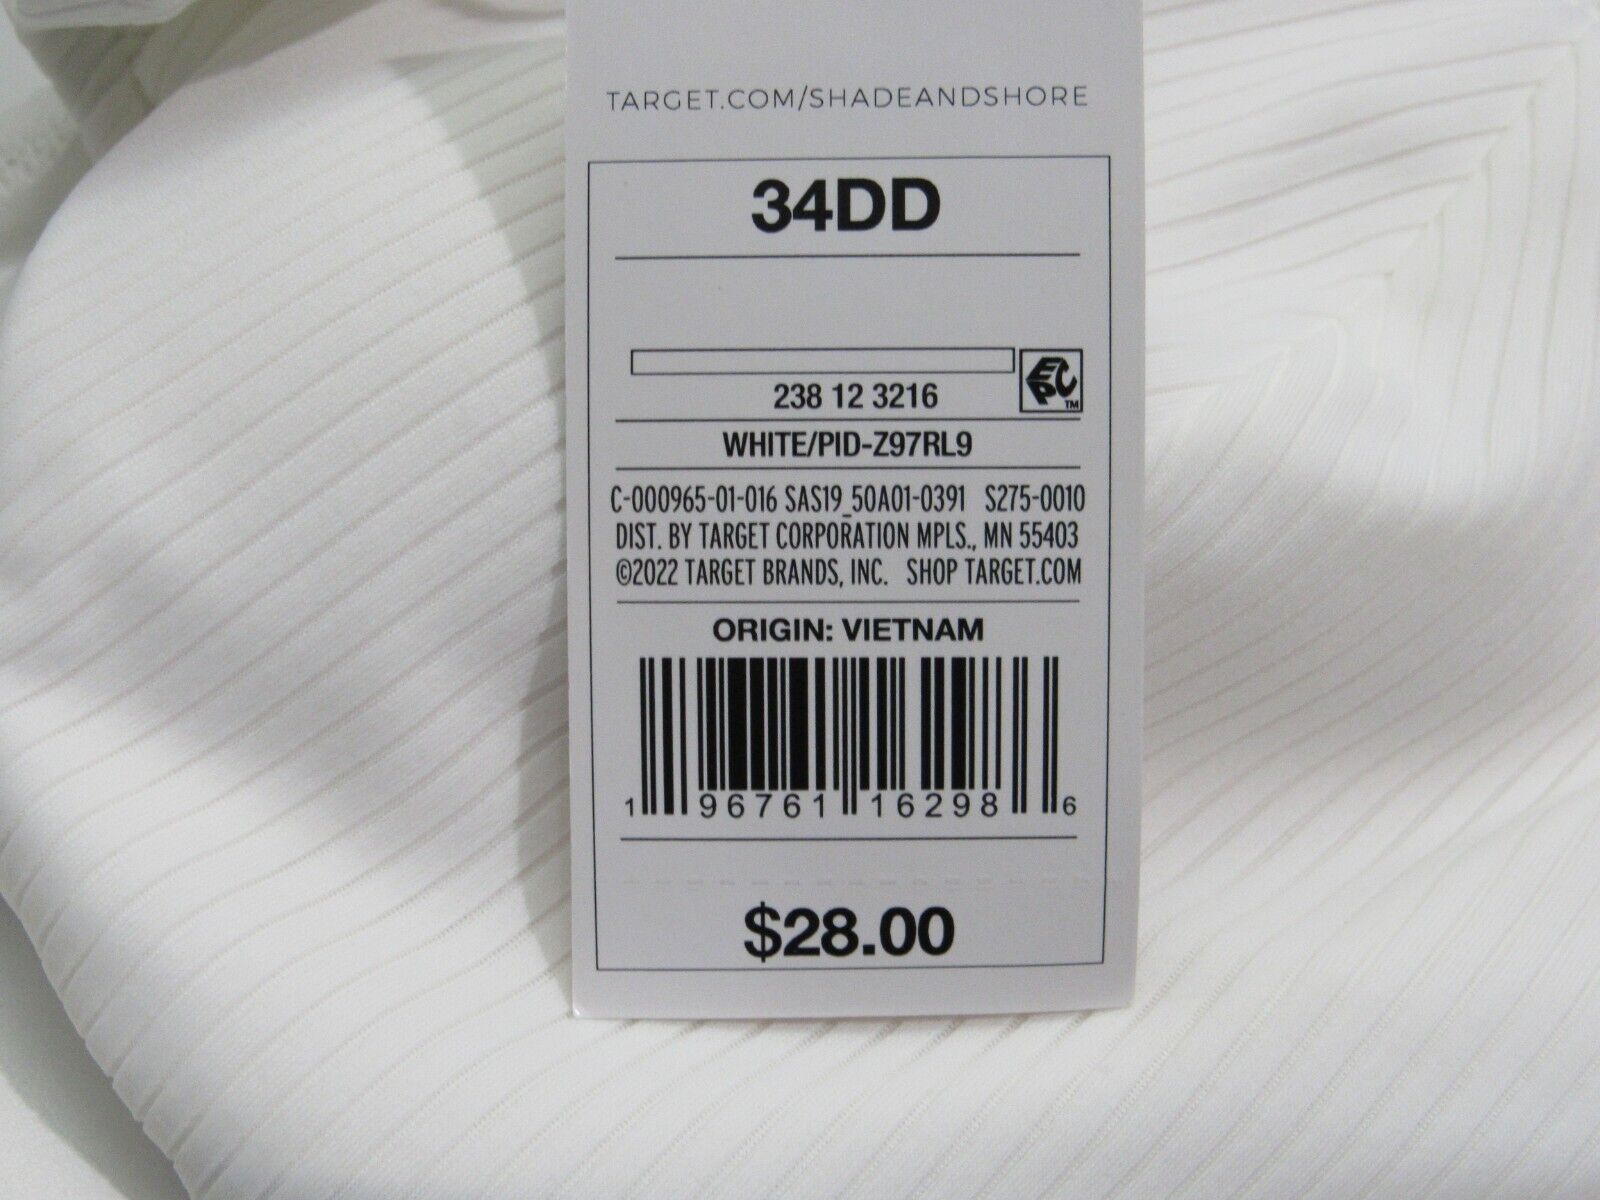 TARGET.COM/SHADEANDSHORE
34DD
EPC™
238 12 3216
WHITE/PID-Z97RL9
C-000965-01-016 SAS19_50A01-0391 S275-0010
DIST. BY TARGET CORPORATION MPLS., MN 55403
©2022 TARGET BRANDS, INC. SHOP TARGET.COM
ORIGIN: VIETNAM
1 96761 16298 6
$28.00